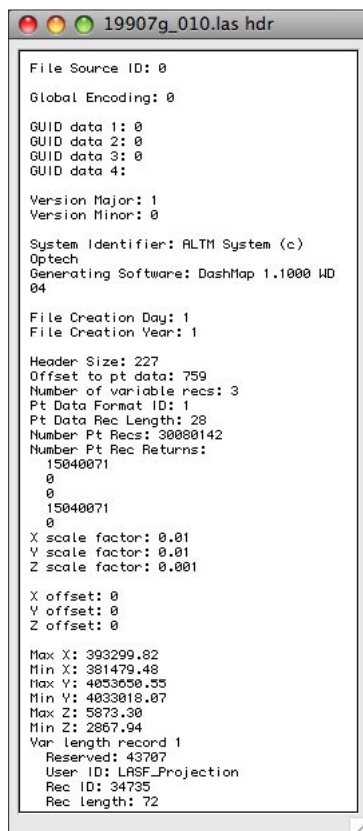 19907g_010.las hdr
File Source ID: 0
Global Encoding: 0
GUID data 1: 0
GUID data 2: 0
GUID data 3: 0
GUID data 4:
Version Major: 1
Version Minor: 0
System Identifier: ALTM System (c)
Optech
Generating Software: DashMap 1.1000 WD
04
File Creation Day: 1
File Creation Year: 1
Header Size: 227
Offset to pt data: 759
Number of variable recs: 3
Pt Data Format ID: 1
Pt Data Rec Length: 28
Number Pt Recs: 30080142
Number Pt Rec Returns:
15040071
0
0
15040071
0
X scale factor: 0.01
Y scale factor: 0.01
Z scale factor: 0.001
X offset: 0
Y offset: 0
Z offset: 0
Max X: 393299.82
Min X: 381479.48
Max Y: 4053650.55
Min Y: 4033018.07
Max Z: 5873.30
Min Z: 2867.94
Var length record 1
Reserved: 43707
User ID: LASF_Projection
Rec ID: 34735
Rec length: 72